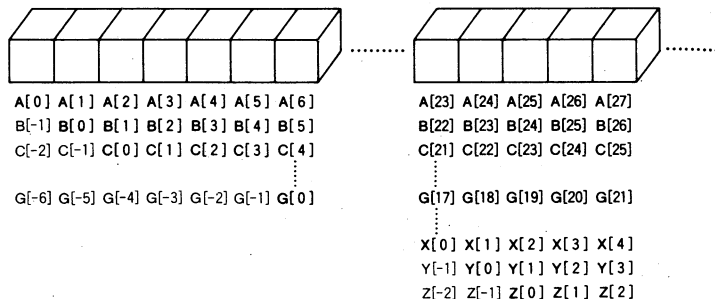 A[0] A[1] A[2] A[3] A[4] A[5] A[6] A[23] A[24] A[25] A[26] A[27]
B[-1] B[0] B[1] B[2] B[3] B[4] B[5] B[22] B[23] B[24] B[25] B[26]
C[-2] C[-1] C[0] C[1] C[2] C[3] C[4] C[21] C[22] C[23] C[24] C[25]
G[-6] G[-5] G[-4] G[-3] G[-2] G[-1] G[0] G[17] G[18] G[19] G[20] G[21]
X[0] X[1] X[2] X[3] X[4]
Y[-1] Y[0] Y[1] Y[2] Y[3]
Z[-2] Z[-1] Z[0] Z[1] Z[2]